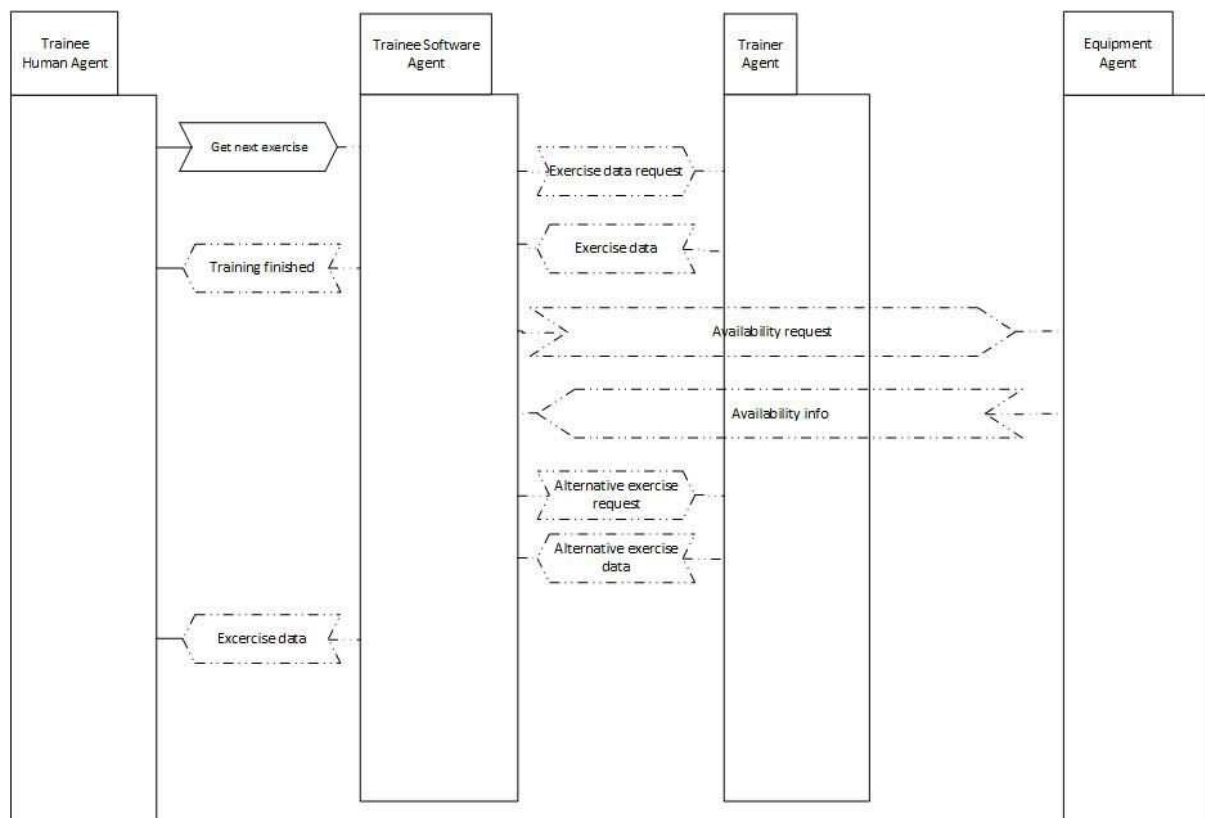 Trainee
Human Agent
Trainee Software
Agent
Trainer
Agent
Equipment
Agent
Get next exercise
Exercise data request
Exercise data
Training finished
Availability request
Availability info
Alternative exercise
request
Alternative exercise
data
Excercise data